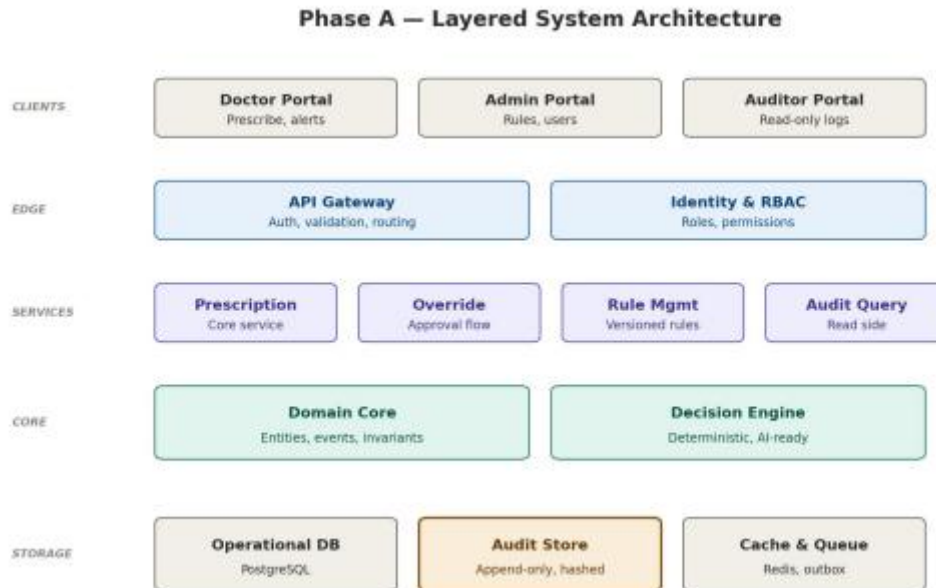 Phase A — Layered System Architecture
CLIENTS
Doctor Portal
Prescribe, alerts
Admin Portal
Rules, users
Auditor Portal
Read-only logs
EDGE
API Gateway
Auth, validation, routing
Identity & RBAC
Roles, permissions
SERVICES
Prescription
Core service
Override
Approval flow
Rule Mgmt
Versioned rules
Audit Query
Read side
CORE
Domain Core
Entities, events, invariants
Decision Engine
Deterministic, AI-ready
STORAGE
Operational DB
PostgreSQL
Audit Store
Append-only, hashed
Cache & Queue
Redis, outbox